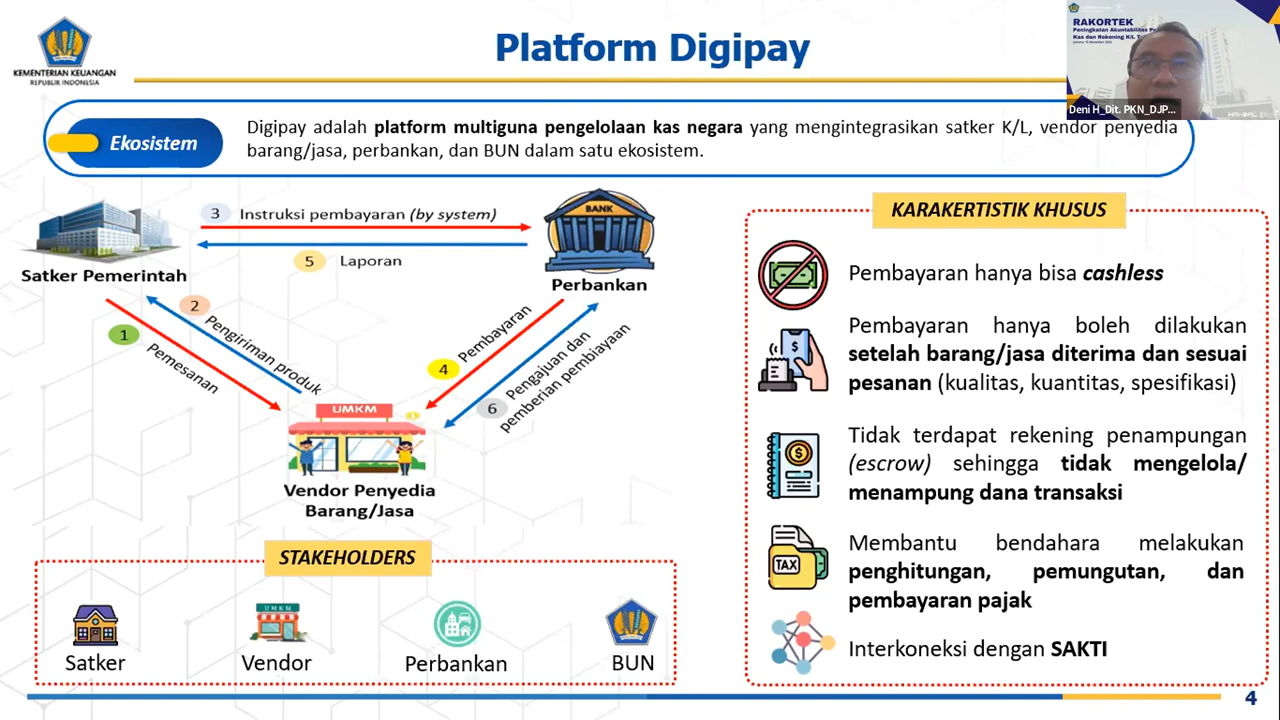 KEMENTERIAN KEUANGAN
REPUBLIK INDONESIA
Platform Digipay
RAKORTEK
Peningkatan Akuntabilitas
Kas dan Rekening K/L
Deni H_Dit. PKN_DJP...
Ekosistem
Digipay adalah platform multiguna pengelolaan kas negara yang mengintegrasikan satker K/L, vendor penyedia
barang/jasa, perbankan, dan BUN dalam satu ekosistem.
3 Instruksi pembayaran (by system)
5 Laporan
BANK
Satker Pemerintah
Perbankan
1 Pemesanan
2 Pengiriman produk
4 Pembayaran
6 Pengajuan dan
pemberian pembiayaan
UMKM
Vendor Penyedia
Barang/Jasa
STAKEHOLDERS
UMKM
Satker
Vendor
Perbankan
BUN
KARAKERTISTIK KHUSUS
Pembayaran hanya bisa cashless
Pembayaran hanya boleh dilakukan
setelah barang/jasa diterima dan sesuai
pesanan (kualitas, kuantitas, spesifikasi)
Tidak terdapat rekening penampungan
(escrow) sehingga tidak mengelola/
menampung dana transaksi
TAX
Membantu bendahara melakukan
penghitungan, pemungutan, dan
pembayaran pajak
Interkoneksi dengan SAKTI
4